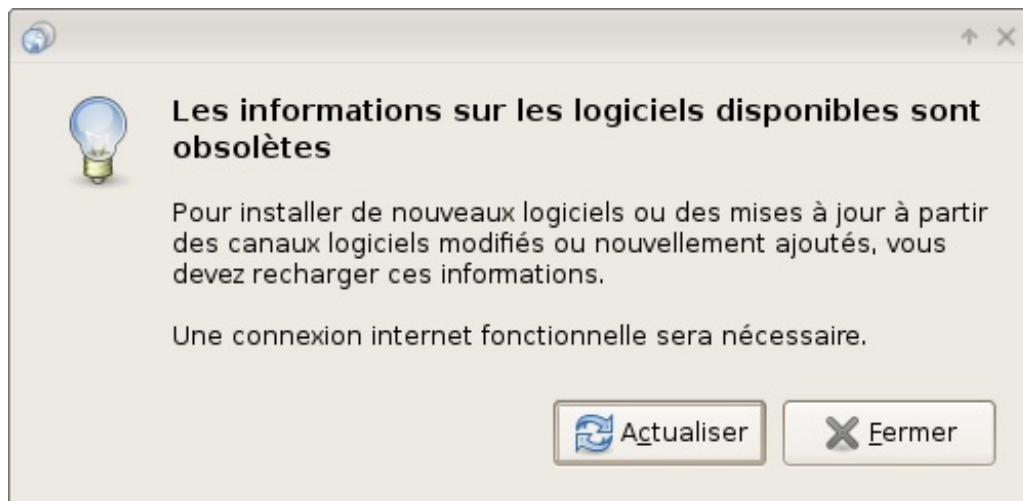 Les informations sur les logiciels disponibles sont
obsolètes
Pour installer de nouveaux logiciels ou des mises à jour à partir
des canaux logiciels modifiés ou nouvellement ajoutés, vous
devez recharger ces informations.
Une connexion internet fonctionnelle sera nécessaire.
Actualiser
Fermer